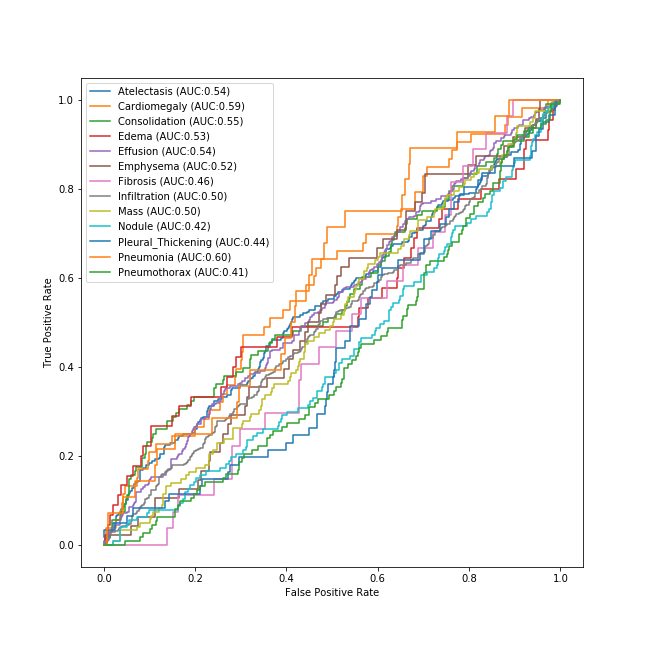 Atelectasis (AUC:0.54)
Cardiomegaly (AUC:0.59)
Consolidation (AUC:0.55)
Edema (AUC:0.53)
Effusion (AUC:0.54)
Emphysema (AUC:0.52)
Fibrosis (AUC:0.46)
Infiltration (AUC:0.50)
Mass (AUC:0.50)
Nodule (AUC:0.42)
Pleural_Thickening (AUC:0.44)
Pneumonia (AUC:0.60)
Pneumothorax (AUC:0.41)
1.0
0.8
0.6
0.4
0.2
0.0
True Positive Rate
0.0 0.2 0.4 0.6 0.8 1.0
False Positive Rate